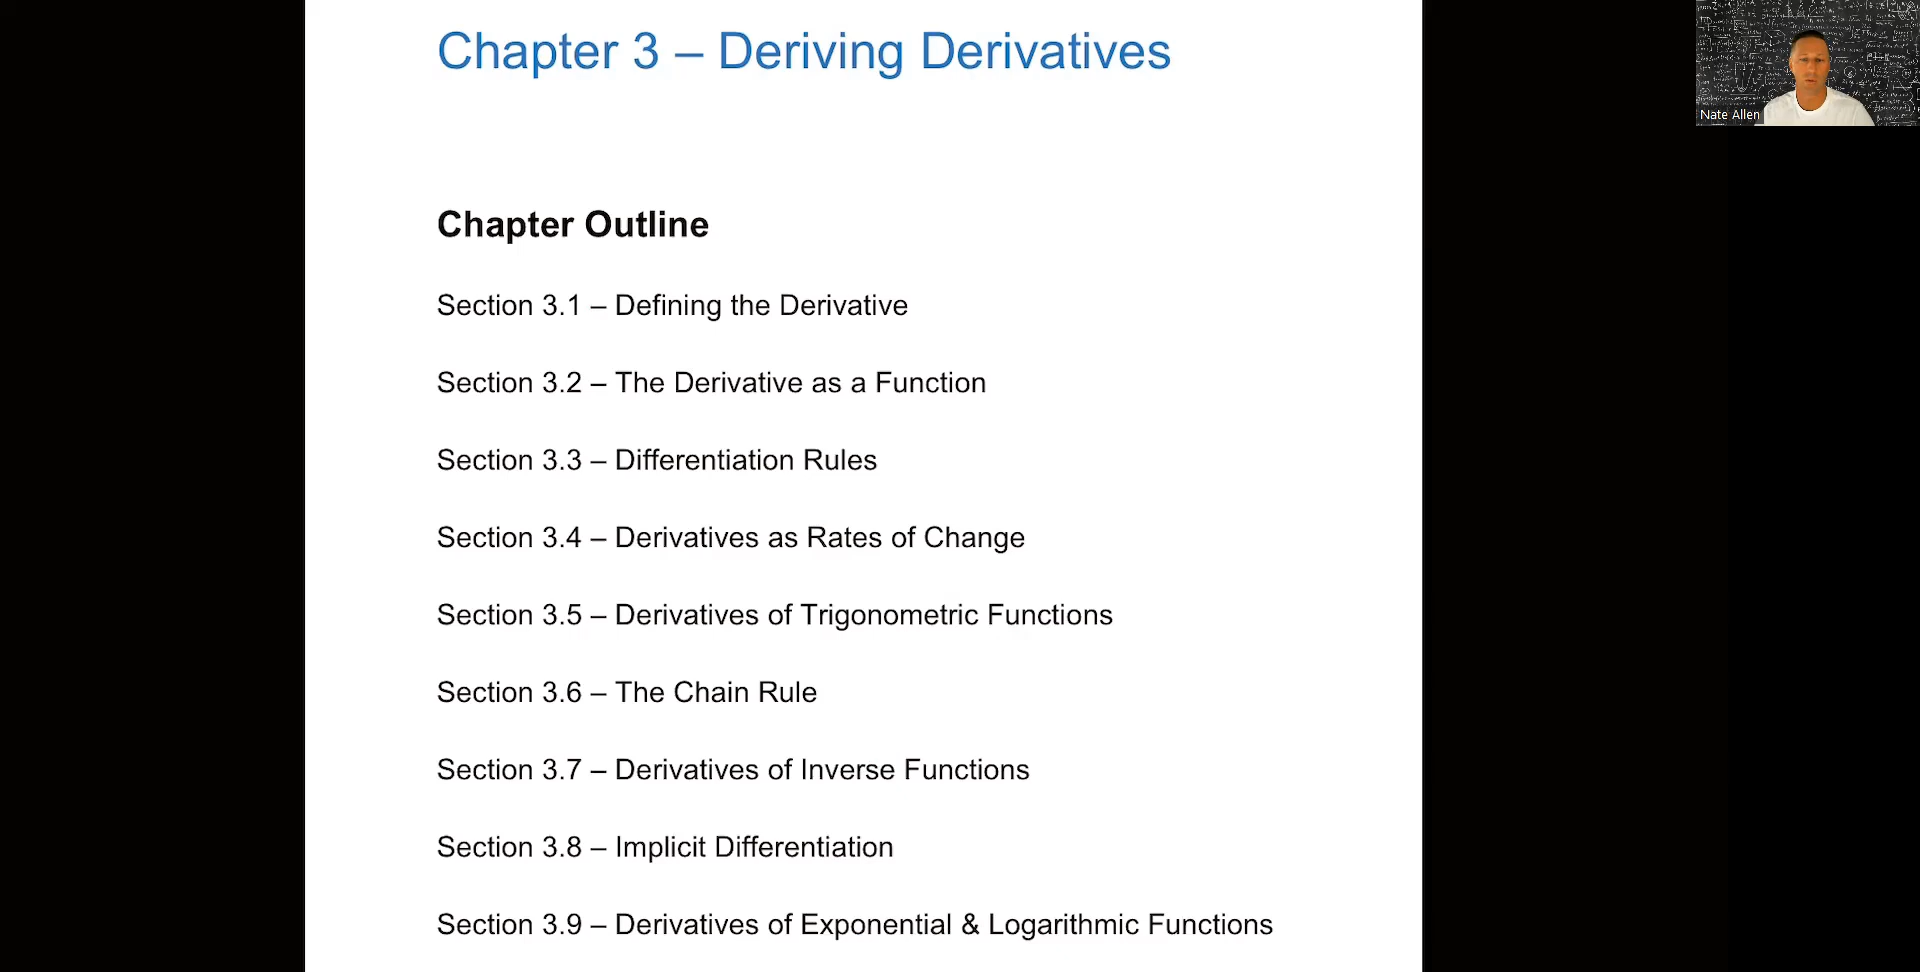 Chapter 3 – Deriving Derivatives
Nate Allen
Chapter Outline
Section 3.1 – Defining the Derivative
Section 3.2 – The Derivative as a Function
Section 3.3 – Differentiation Rules
Section 3.4 – Derivatives as Rates of Change
Section 3.5 – Derivatives of Trigonometric Functions
Section 3.6 – The Chain Rule
Section 3.7 – Derivatives of Inverse Functions
Section 3.8 – Implicit Differentiation
Section 3.9 – Derivatives of Exponential & Logarithmic Functions